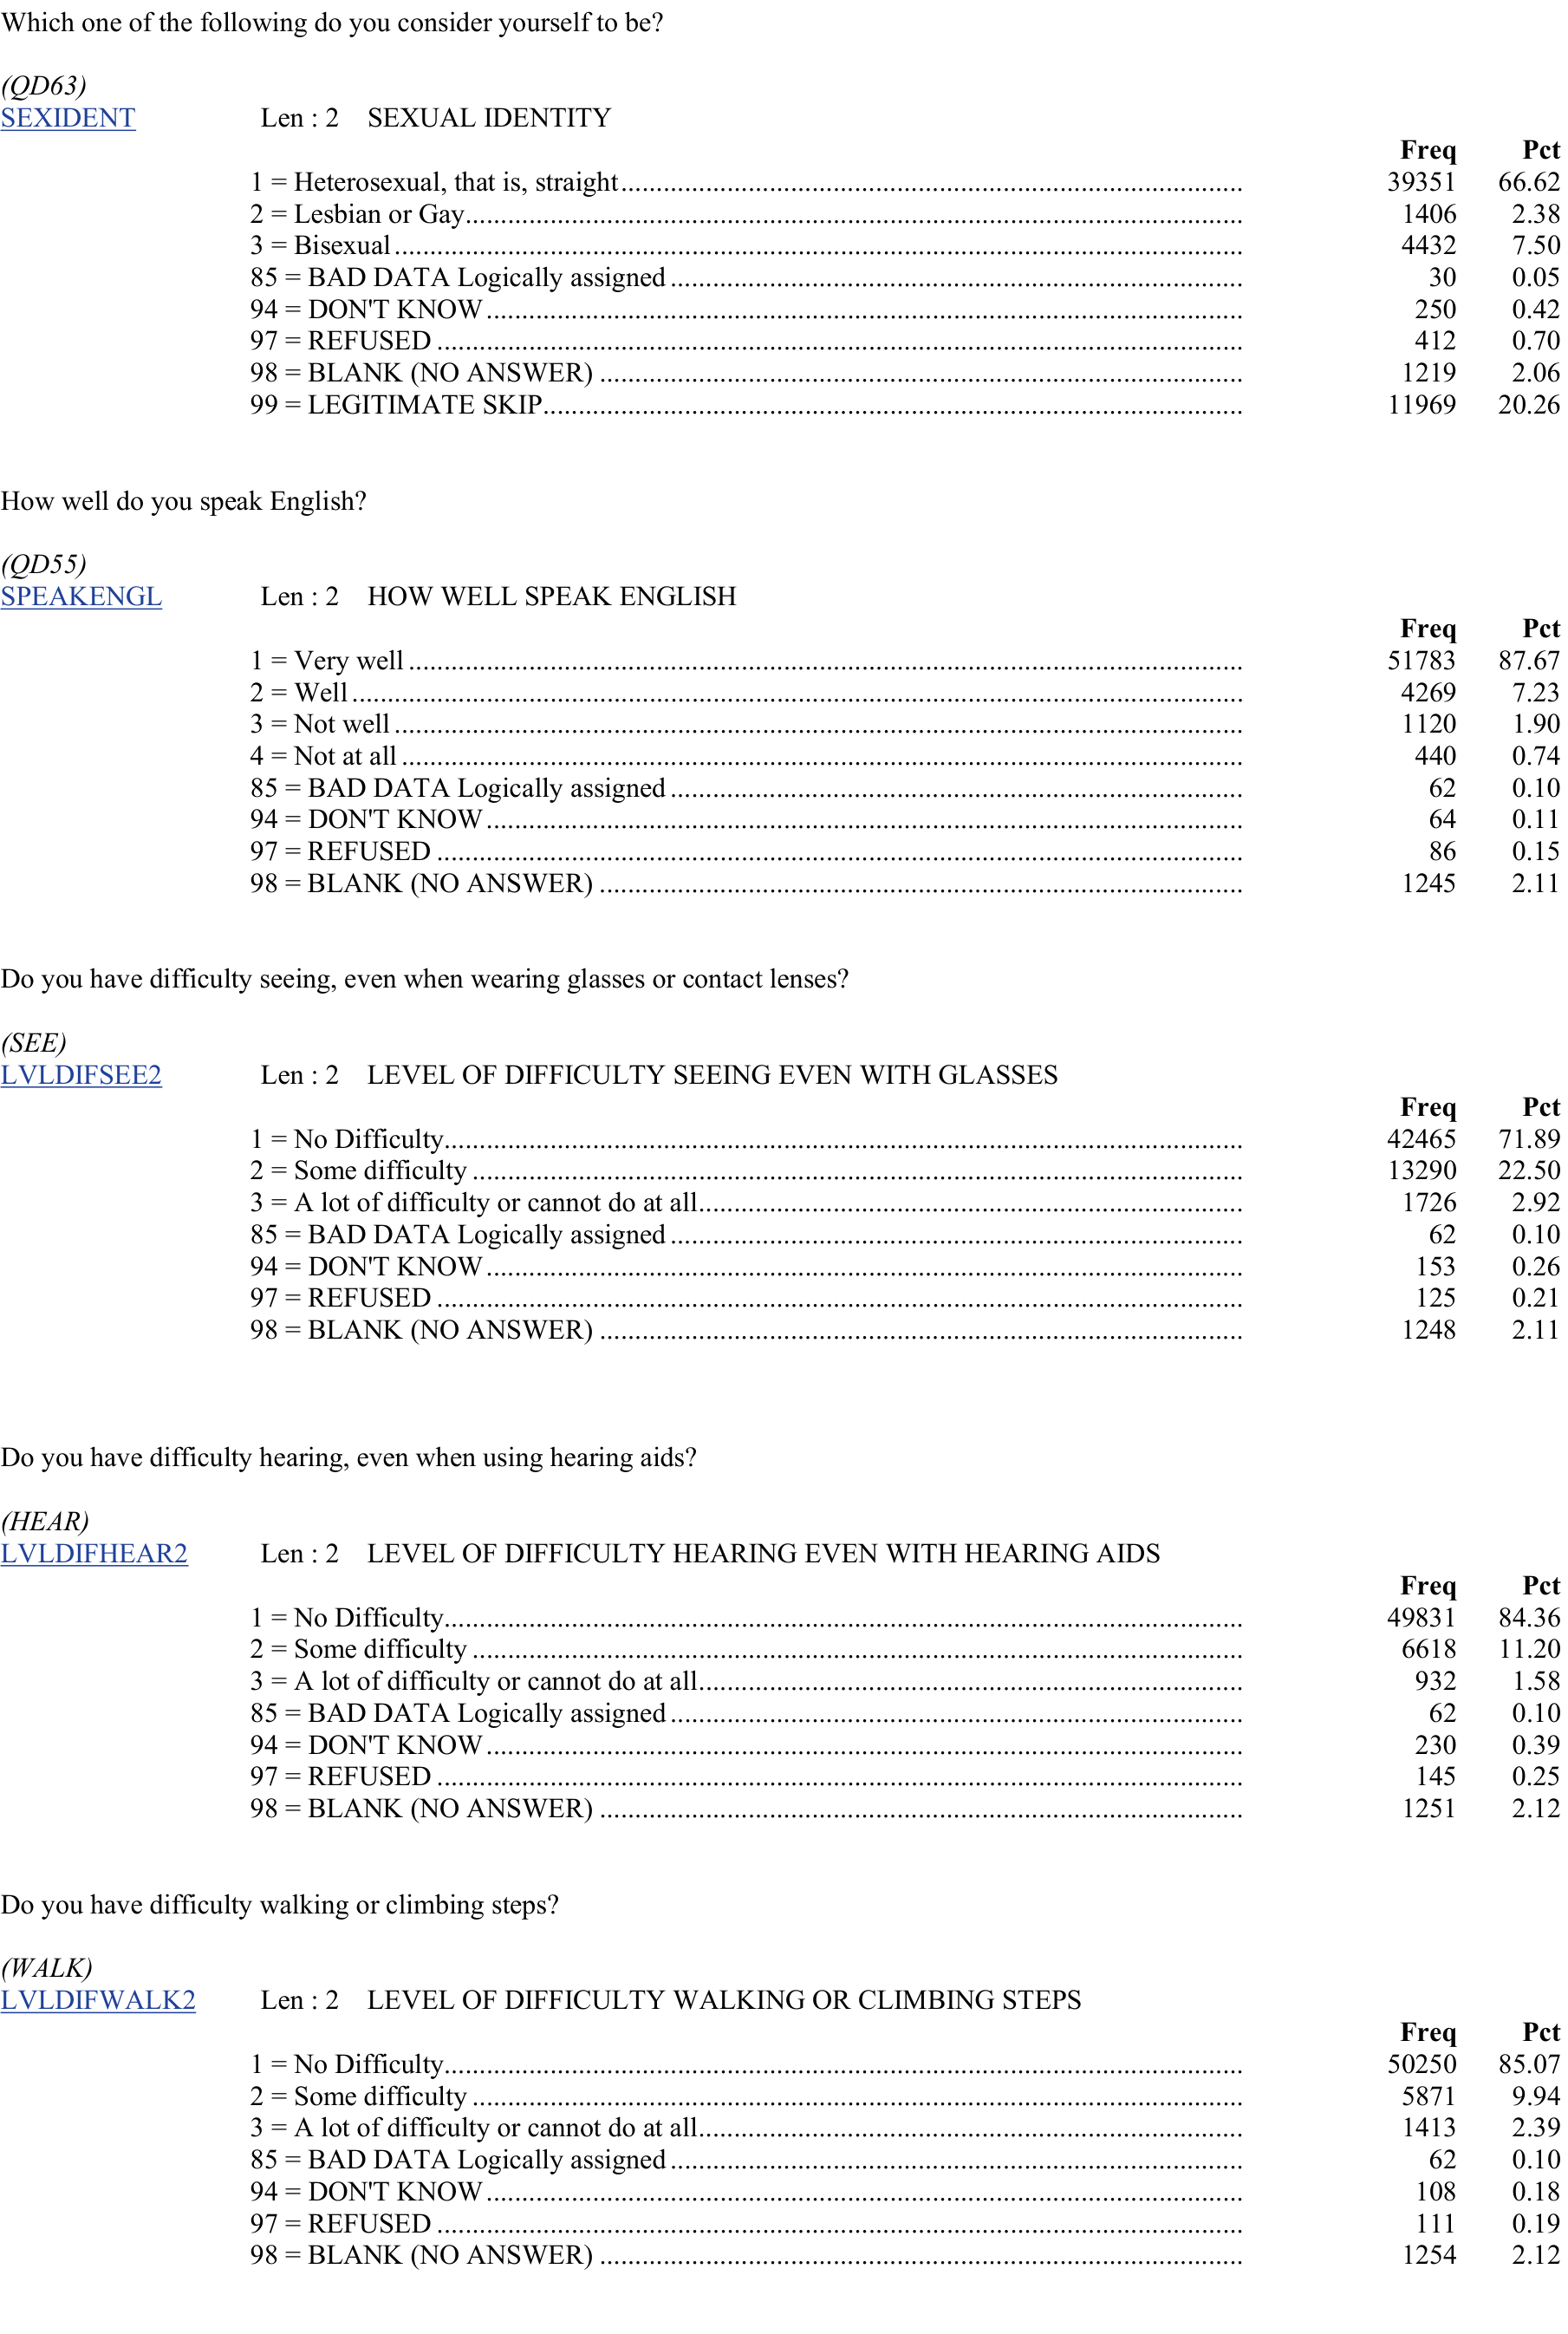 Which one of the following do you consider yourself to be?
(QD63)
SEXIDENT Len : 2 SEXUAL IDENTITY
Freq Pct
1 = Heterosexual, that is, straight 39351 66.62
2 = Lesbian or Gay 1406 2.38
3 = Bisexual 4432 7.50
85 = BAD DATA Logically assigned 30 0.05
94 = DON'T KNOW 250 0.42
97 = REFUSED 412 0.70
98 = BLANK (NO ANSWER) 1219 2.06
99 = LEGITIMATE SKIP 11969 20.26
How well do you speak English?
(QD55)
SPEAKENGL Len : 2 HOW WELL SPEAK ENGLISH
Freq Pct
1 = Very well 51783 87.67
2 = Well 4269 7.23
3 = Not well 1120 1.90
4 = Not at all 440 0.74
85 = BAD DATA Logically assigned 62 0.10
94 = DON'T KNOW 64 0.11
97 = REFUSED 86 0.15
98 = BLANK (NO ANSWER) 1245 2.11
Do you have difficulty seeing, even when wearing glasses or contact lenses?
(SEE)
LVLDIFSEE2 Len : 2 LEVEL OF DIFFICULTY SEEING EVEN WITH GLASSES
Freq Pct
1 = No Difficulty 42465 71.89
2 = Some difficulty 13290 22.50
3 = A lot of difficulty or cannot do at all 1726 2.92
85 = BAD DATA Logically assigned 62 0.10
94 = DON'T KNOW 153 0.26
97 = REFUSED 125 0.21
98 = BLANK (NO ANSWER) 1248 2.11
Do you have difficulty hearing, even when using hearing aids?
(HEAR)
LVLDIFHEAR2 Len : 2 LEVEL OF DIFFICULTY HEARING EVEN WITH HEARING AIDS
Freq Pct
1 = No Difficulty 49831 84.36
2 = Some difficulty 6618 11.20
3 = A lot of difficulty or cannot do at all 932 1.58
85 = BAD DATA Logically assigned 62 0.10
94 = DON'T KNOW 230 0.39
97 = REFUSED 145 0.25
98 = BLANK (NO ANSWER) 1251 2.12
Do you have difficulty walking or climbing steps?
(WALK)
LVLDIFWALK2 Len : 2 LEVEL OF DIFFICULTY WALKING OR CLIMBING STEPS
Freq Pct
1 = No Difficulty 50250 85.07
2 = Some difficulty 5871 9.94
3 = A lot of difficulty or cannot do at all 1413 2.39
85 = BAD DATA Logically assigned 62 0.10
94 = DON'T KNOW 108 0.18
97 = REFUSED 111 0.19
98 = BLANK (NO ANSWER) 1254 2.12